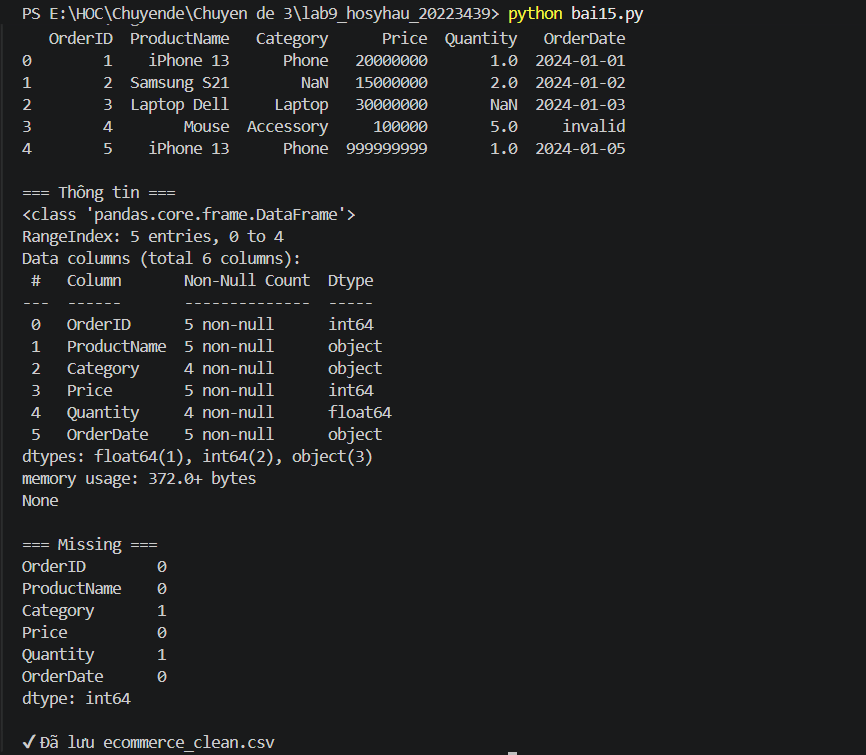 PS E:\HOC\Chuyende\Chuyen de 3\lab9_hosyhau_20223439> python bai15.py
   OrderID ProductName   Category      Price  Quantity   OrderDate
0        1    iPhone 13      Phone   20000000       1.0  2024-01-01
1        2  Samsung S21        NaN   15000000       2.0  2024-01-02
2        3  Laptop Dell     Laptop   30000000       NaN  2024-01-03
3        4        Mouse  Accessory     100000       5.0     invalid
4        5    iPhone 13      Phone  999999999       1.0  2024-01-05
=== Thông tin ===
<class 'pandas.core.frame.DataFrame'>
RangeIndex: 5 entries, 0 to 4
Data columns (total 6 columns):
 #   Column       Non-Null Count  Dtype
---  ------       --------------  -----
 0   OrderID      5 non-null      int64
 1   ProductName  5 non-null      object
 2   Category     4 non-null      object
 3   Price        5 non-null      int64
 4   Quantity     4 non-null      float64
 5   OrderDate    5 non-null      object
dtypes: float64(1), int64(2), object(3)
memory usage: 372.0+ bytes
None
=== Missing ===
OrderID        0
ProductName    0
Category       1
Price          0
Quantity       1
OrderDate      0
dtype: int64
✓ Đã lưu ecommerce_clean.csv